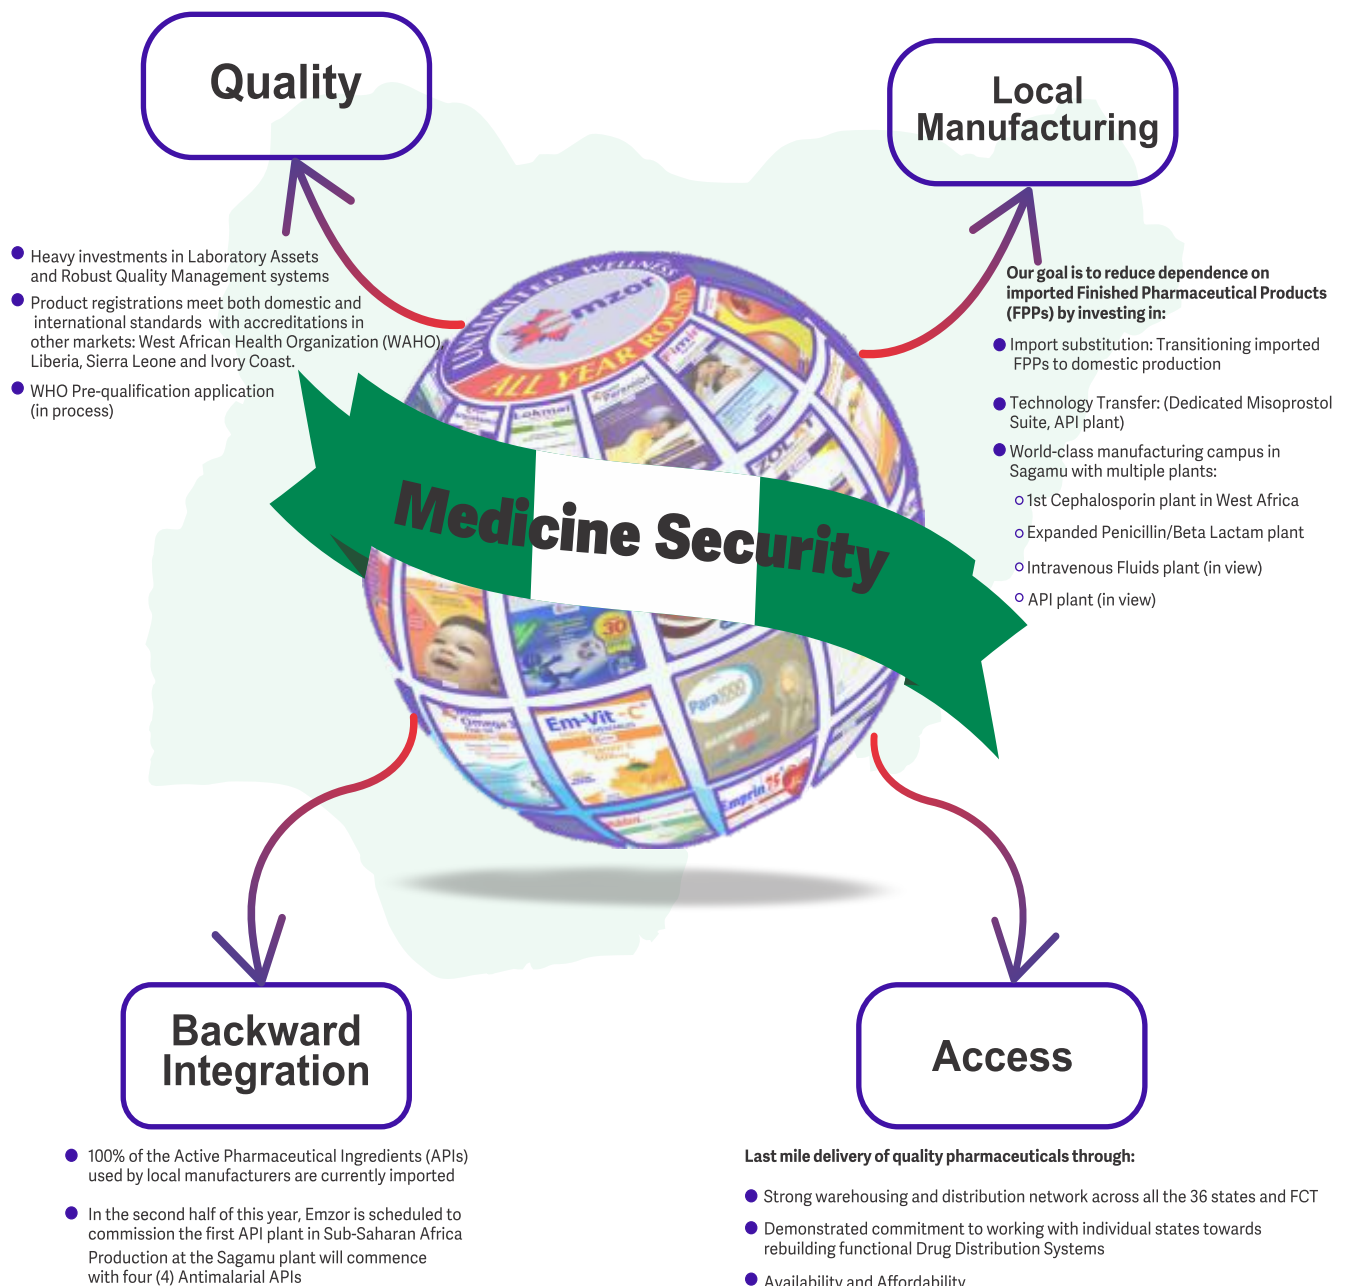 Quality
Local
Manufacturing
Heavy investments in Laboratory Assets
and Robust Quality Management systems
Product registrations meet both domestic and
international standards with accreditations in
other markets: West African Health Organization (WAHO),
Liberia, Sierra Leone and Ivory Coast.
WHO Pre-qualification application
(in process)
Our goal is to reduce dependence on
imported Finished Pharmaceutical Products
(FPPs) by investing in:
Import substitution: Transitioning imported
FPPs to domestic production
Technology Transfer: (Dedicated Misoprostol
Suite, API plant)
World-class manufacturing campus in
Sagamu with multiple plants:
1st Cephalosporin plant in West Africa
Expanded Penicillin/Beta Lactam plant
Intravenous Fluids plant (in view)
API plant (in view)
UNLIMITED WELLNESS
Emzor
ALL YEAR ROUND
Lokmal
ZOLAT
Medicine Security
30
Omega 3
Em-Vit-C
Para1000
Emprin 75
Backward
Integration
100% of the Active Pharmaceutical Ingredients (APIs)
used by local manufacturers are currently imported
In the second half of this year, Emzor is scheduled to
commission the first API plant in Sub-Saharan Africa
Production at the Sagamu plant will commence
with four (4) Antimalarial APIs
Access
Last mile delivery of quality pharmaceuticals through:
Strong warehousing and distribution network across all the 36 states and FCT
Demonstrated commitment to working with individual states towards
rebuilding functional Drug Distribution Systems
Availability and Affordability